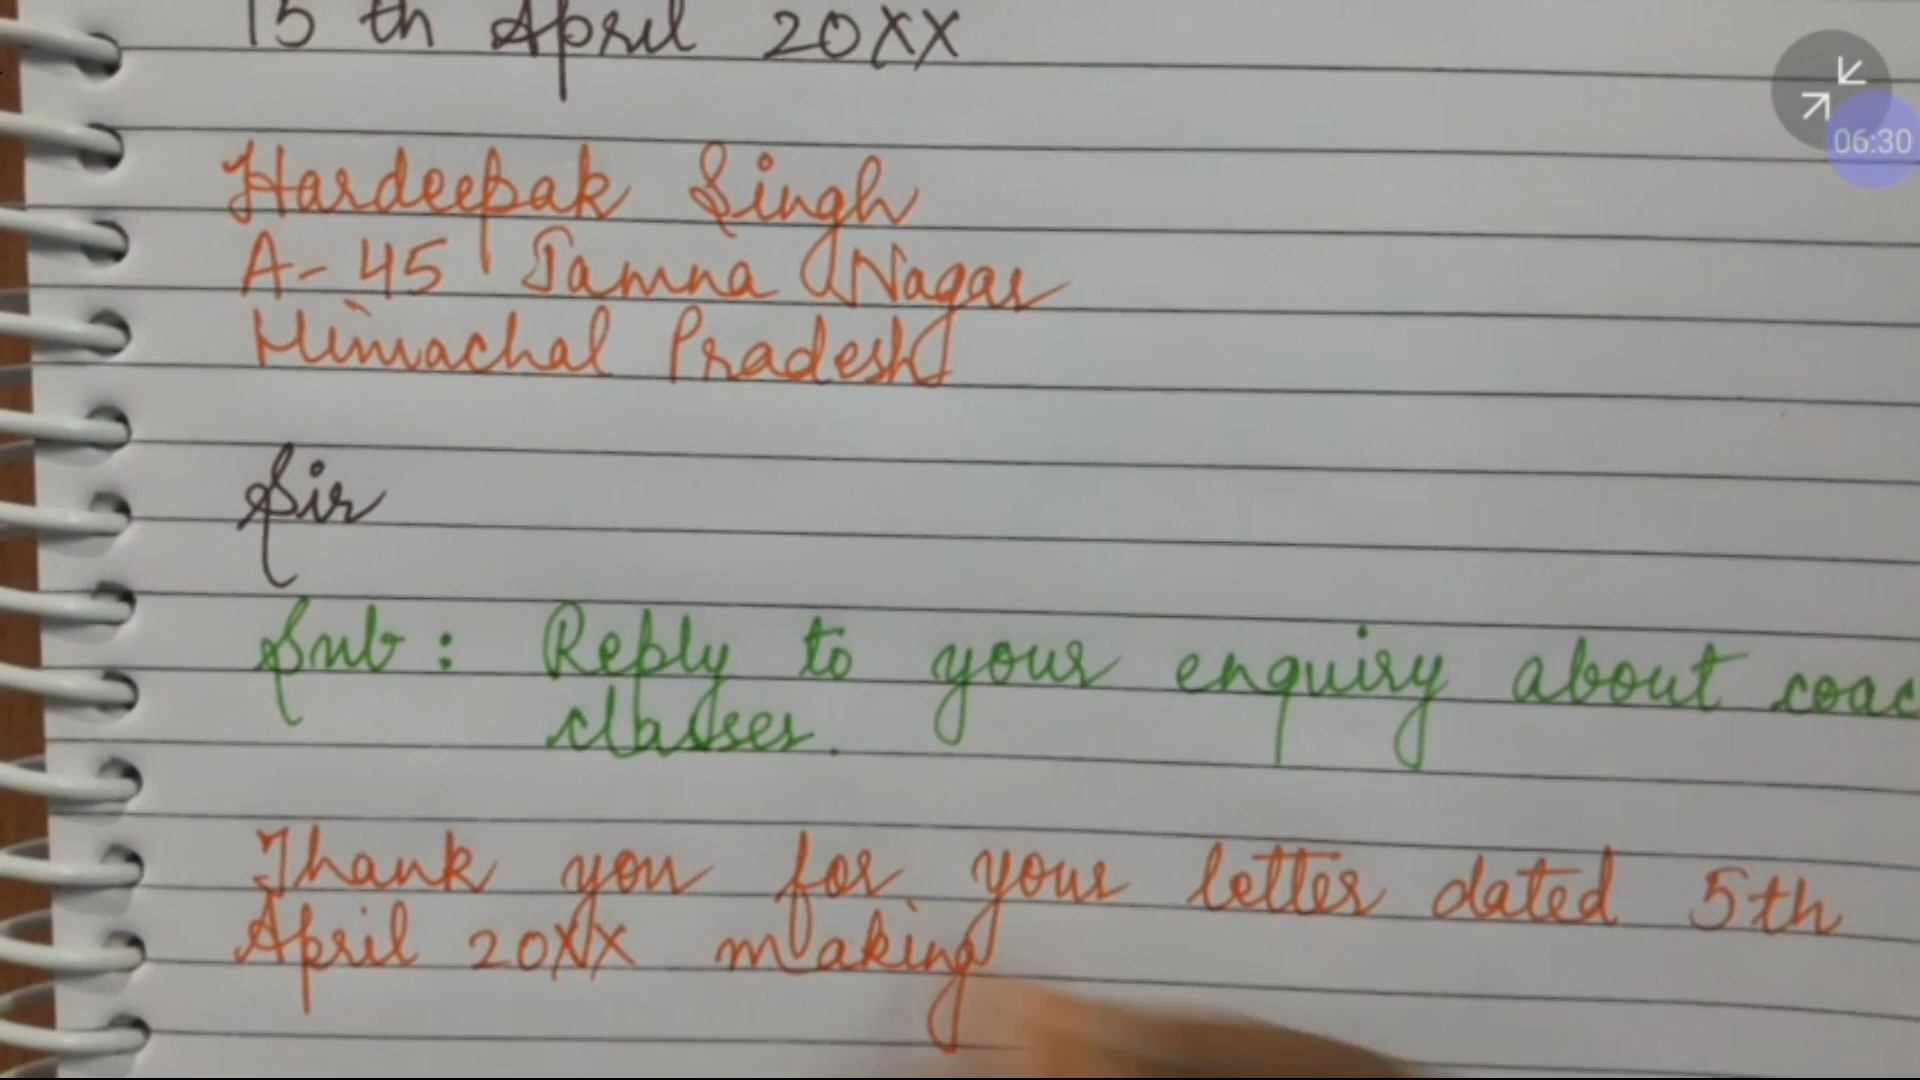 15 th April 20XX
06:30
Hardeepak Singh
A-45 Jamna Nagar
Himachal Pradesh
Sir
Sub: Reply to your enquiry about coac
classes.
Thank you for your letter dated 5th
April 20XX making